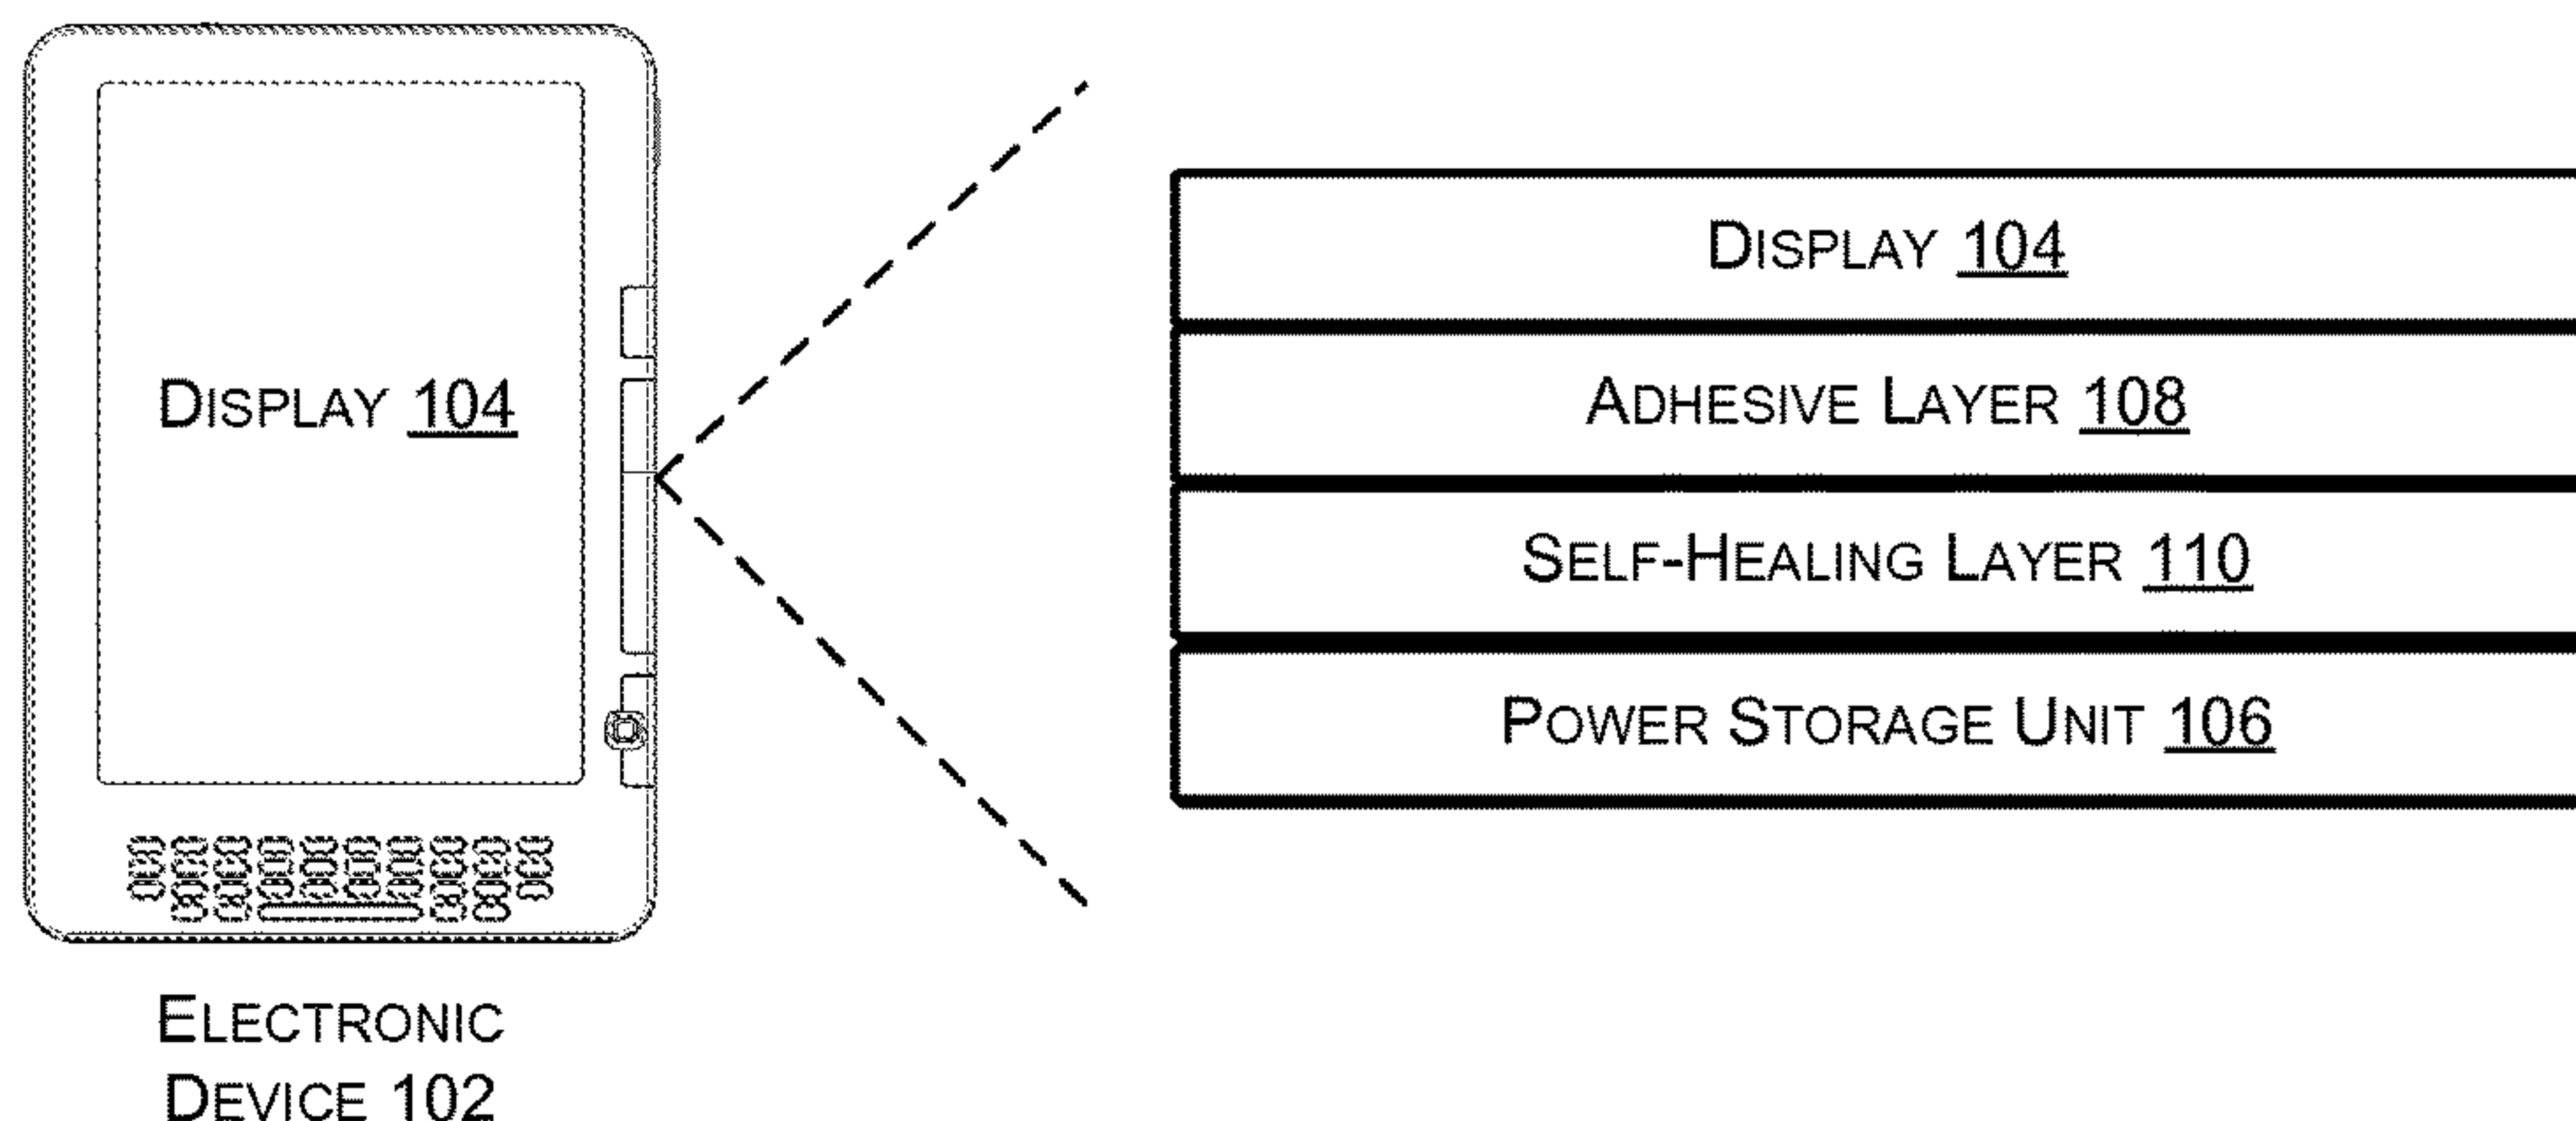 DISPLAY 104
ELECTRONIC
DEVICE 102
DISPLAY 104
ADHESIVE LAYER 108
SELF-HEALING LAYER 110
POWER STORAGE UNIT 106